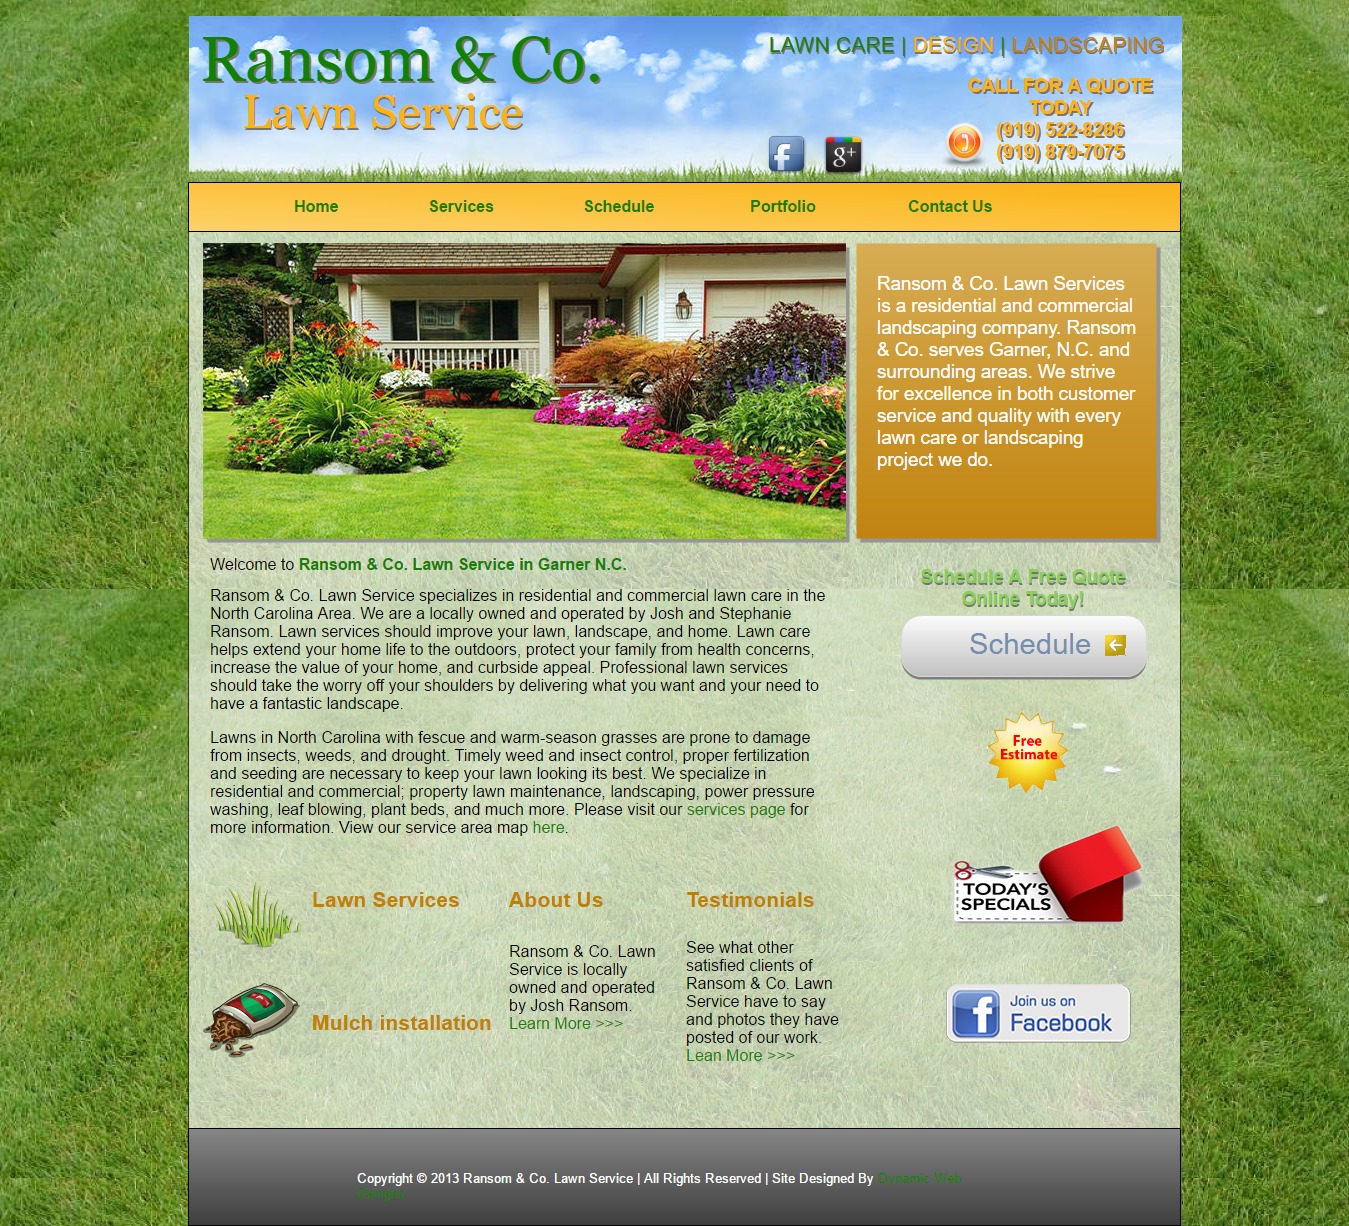 Ransom & Co.
Lawn Service
LAWN CARE | DESIGN | LANDSCAPING
CALL FOR A QUOTE
TODAY
(919) 522-8286
(919) 879-7075
f
g+
Home Services Schedule Portfolio Contact Us
Ransom & Co. Lawn Services
is a residential and commercial
landscaping company. Ransom
& Co. serves Garner, N.C. and
surrounding areas. We strive
for excellence in both customer
service and quality with every
lawn care or landscaping
project we do.
Welcome to Ransom & Co. Lawn Service in Garner N.C.
Ransom & Co. Lawn Service specializes in residential and commercial lawn care in the
North Carolina Area. We are a locally owned and operated by Josh and Stephanie
Ransom. Lawn services should improve your lawn, landscape, and home. Lawn care
helps extend your home life to the outdoors, protect your family from health concerns,
increase the value of your home, and curbside appeal. Professional lawn services
should take the worry off your shoulders by delivering what you want and your need to
have a fantastic landscape.
Lawns in North Carolina with fescue and warm-season grasses are prone to damage
from insects, weeds, and drought. Timely weed and insect control, proper fertilization
and seeding are necessary to keep your lawn looking its best. We specialize in
residential and commercial; property lawn maintenance, landscaping, power pressure
washing, leaf blowing, plant beds, and much more. Please visit our services page for
more information. View our service area map here.
Schedule A Free Quote
Online Today!
Schedule
Free
Estimate
TODAY'S
SPECIALS
f
Join us on
Facebook
Lawn Services
Mulch installation
About Us
Ransom & Co. Lawn
Service is locally
owned and operated
by Josh Ransom.
Learn More >>>
Testimonials
See what other
satisfied clients of
Ransom & Co. Lawn
Service have to say
and photos they have
posted of our work.
Lean More >>>
Copyright © 2013 Ransom & Co. Lawn Service | All Rights Reserved | Site Designed By Dynamic Web
Designs